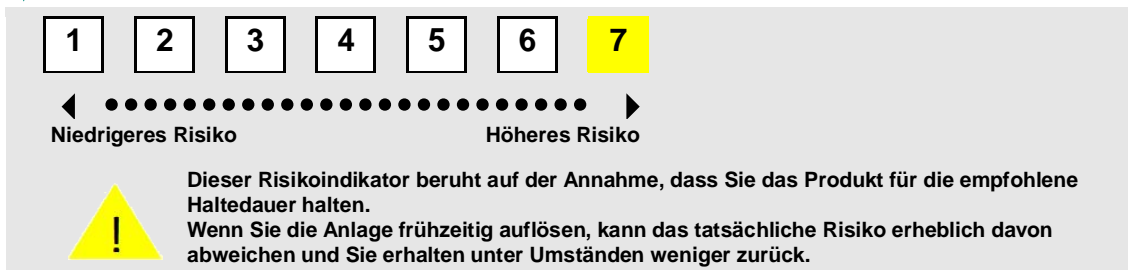 1 2 3 4 5 6 7
Niedrigeres Risiko Höheres Risiko
Dieser Risikoindikator beruht auf der Annahme, dass Sie das Produkt für die empfohlene
Haltedauer halten.
! Wenn Sie die Anlage frühzeitig auflösen, kann das tatsächliche Risiko erheblich davon
abweichen und Sie erhalten unter Umständen weniger zurück.